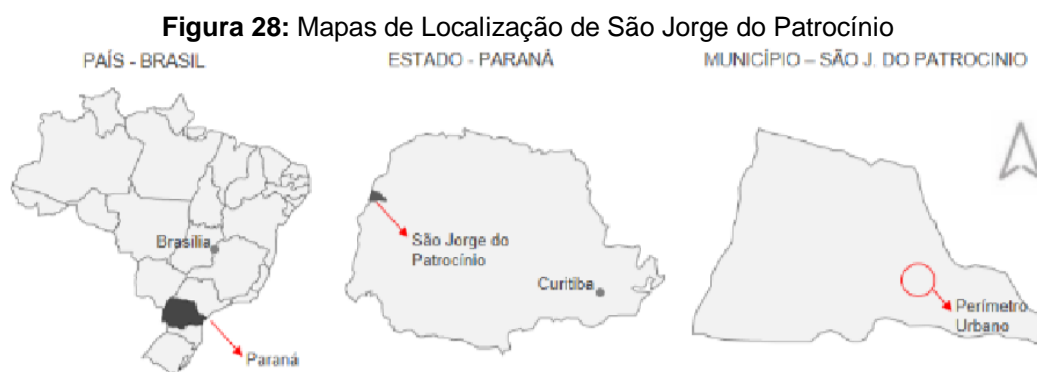 Figura 28: Mapas de Localização de São Jorge do Patrocínio
PAÍS - BRASIL
ESTADO - PARANÁ
MUNICÍPIO – SÃO J. DO PATROCINIO
Brasília
Paraná
São Jorge do
Patrocínio
Curitiba
Perímetro
Urbano